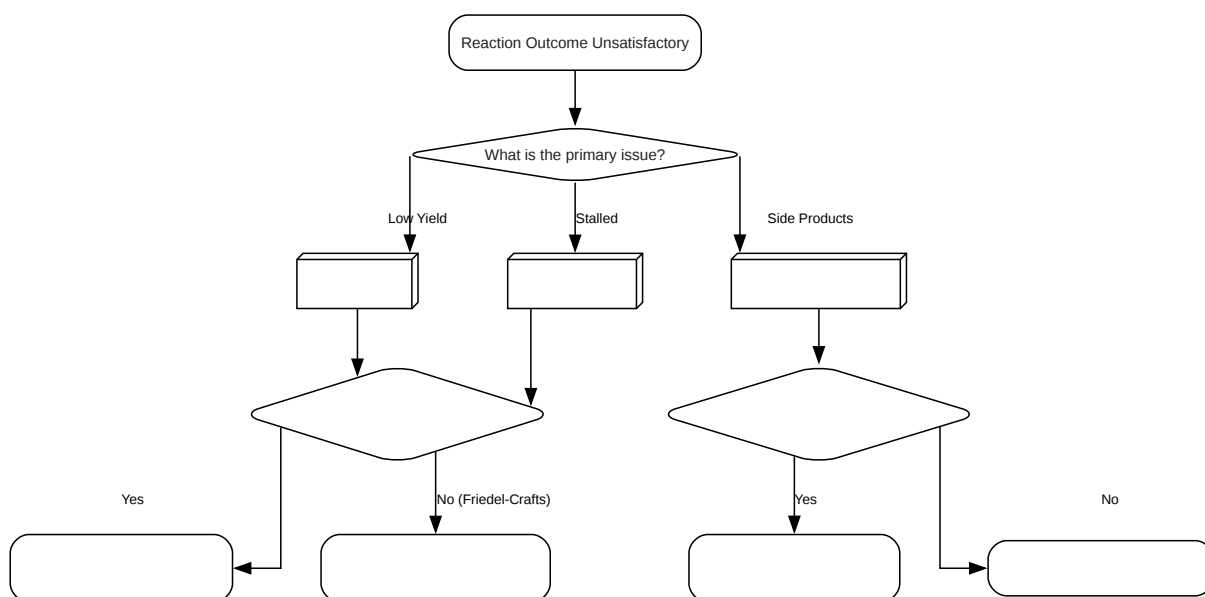 Reaction Outcome Unsatisfactory
What is the primary issue?
Low Yield
Stalled
Side Products
Yes
No (Friedel-Crafts)
Yes
No